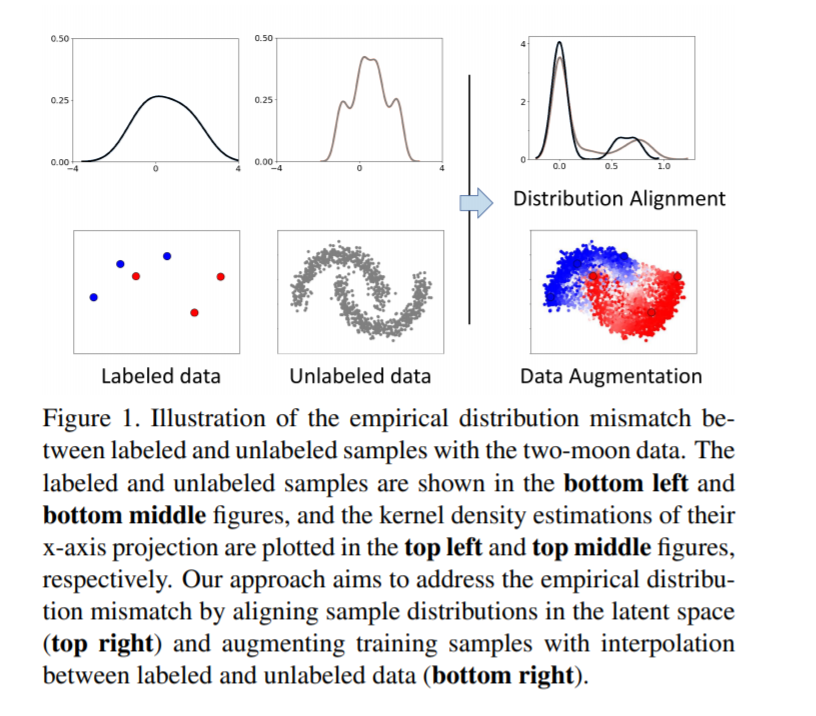 0.50
0.25
0.00
−4
0
4
0.50
0.25
0.00
−4
0
4
4
2
0
0.0
0.5
1.0
Distribution Alignment
Labeled data
Unlabeled data
Data Augmentation
Figure 1. Illustration of the empirical distribution mismatch be-
tween labeled and unlabeled samples with the two-moon data. The
labeled and unlabeled samples are shown in the bottom left and
bottom middle figures, and the kernel density estimations of their
x-axis projection are plotted in the top left and top middle figures,
respectively. Our approach aims to address the empirical distribu-
tion mismatch by aligning sample distributions in the latent space
(top right) and augmenting training samples with interpolation
between labeled and unlabeled data (bottom right).